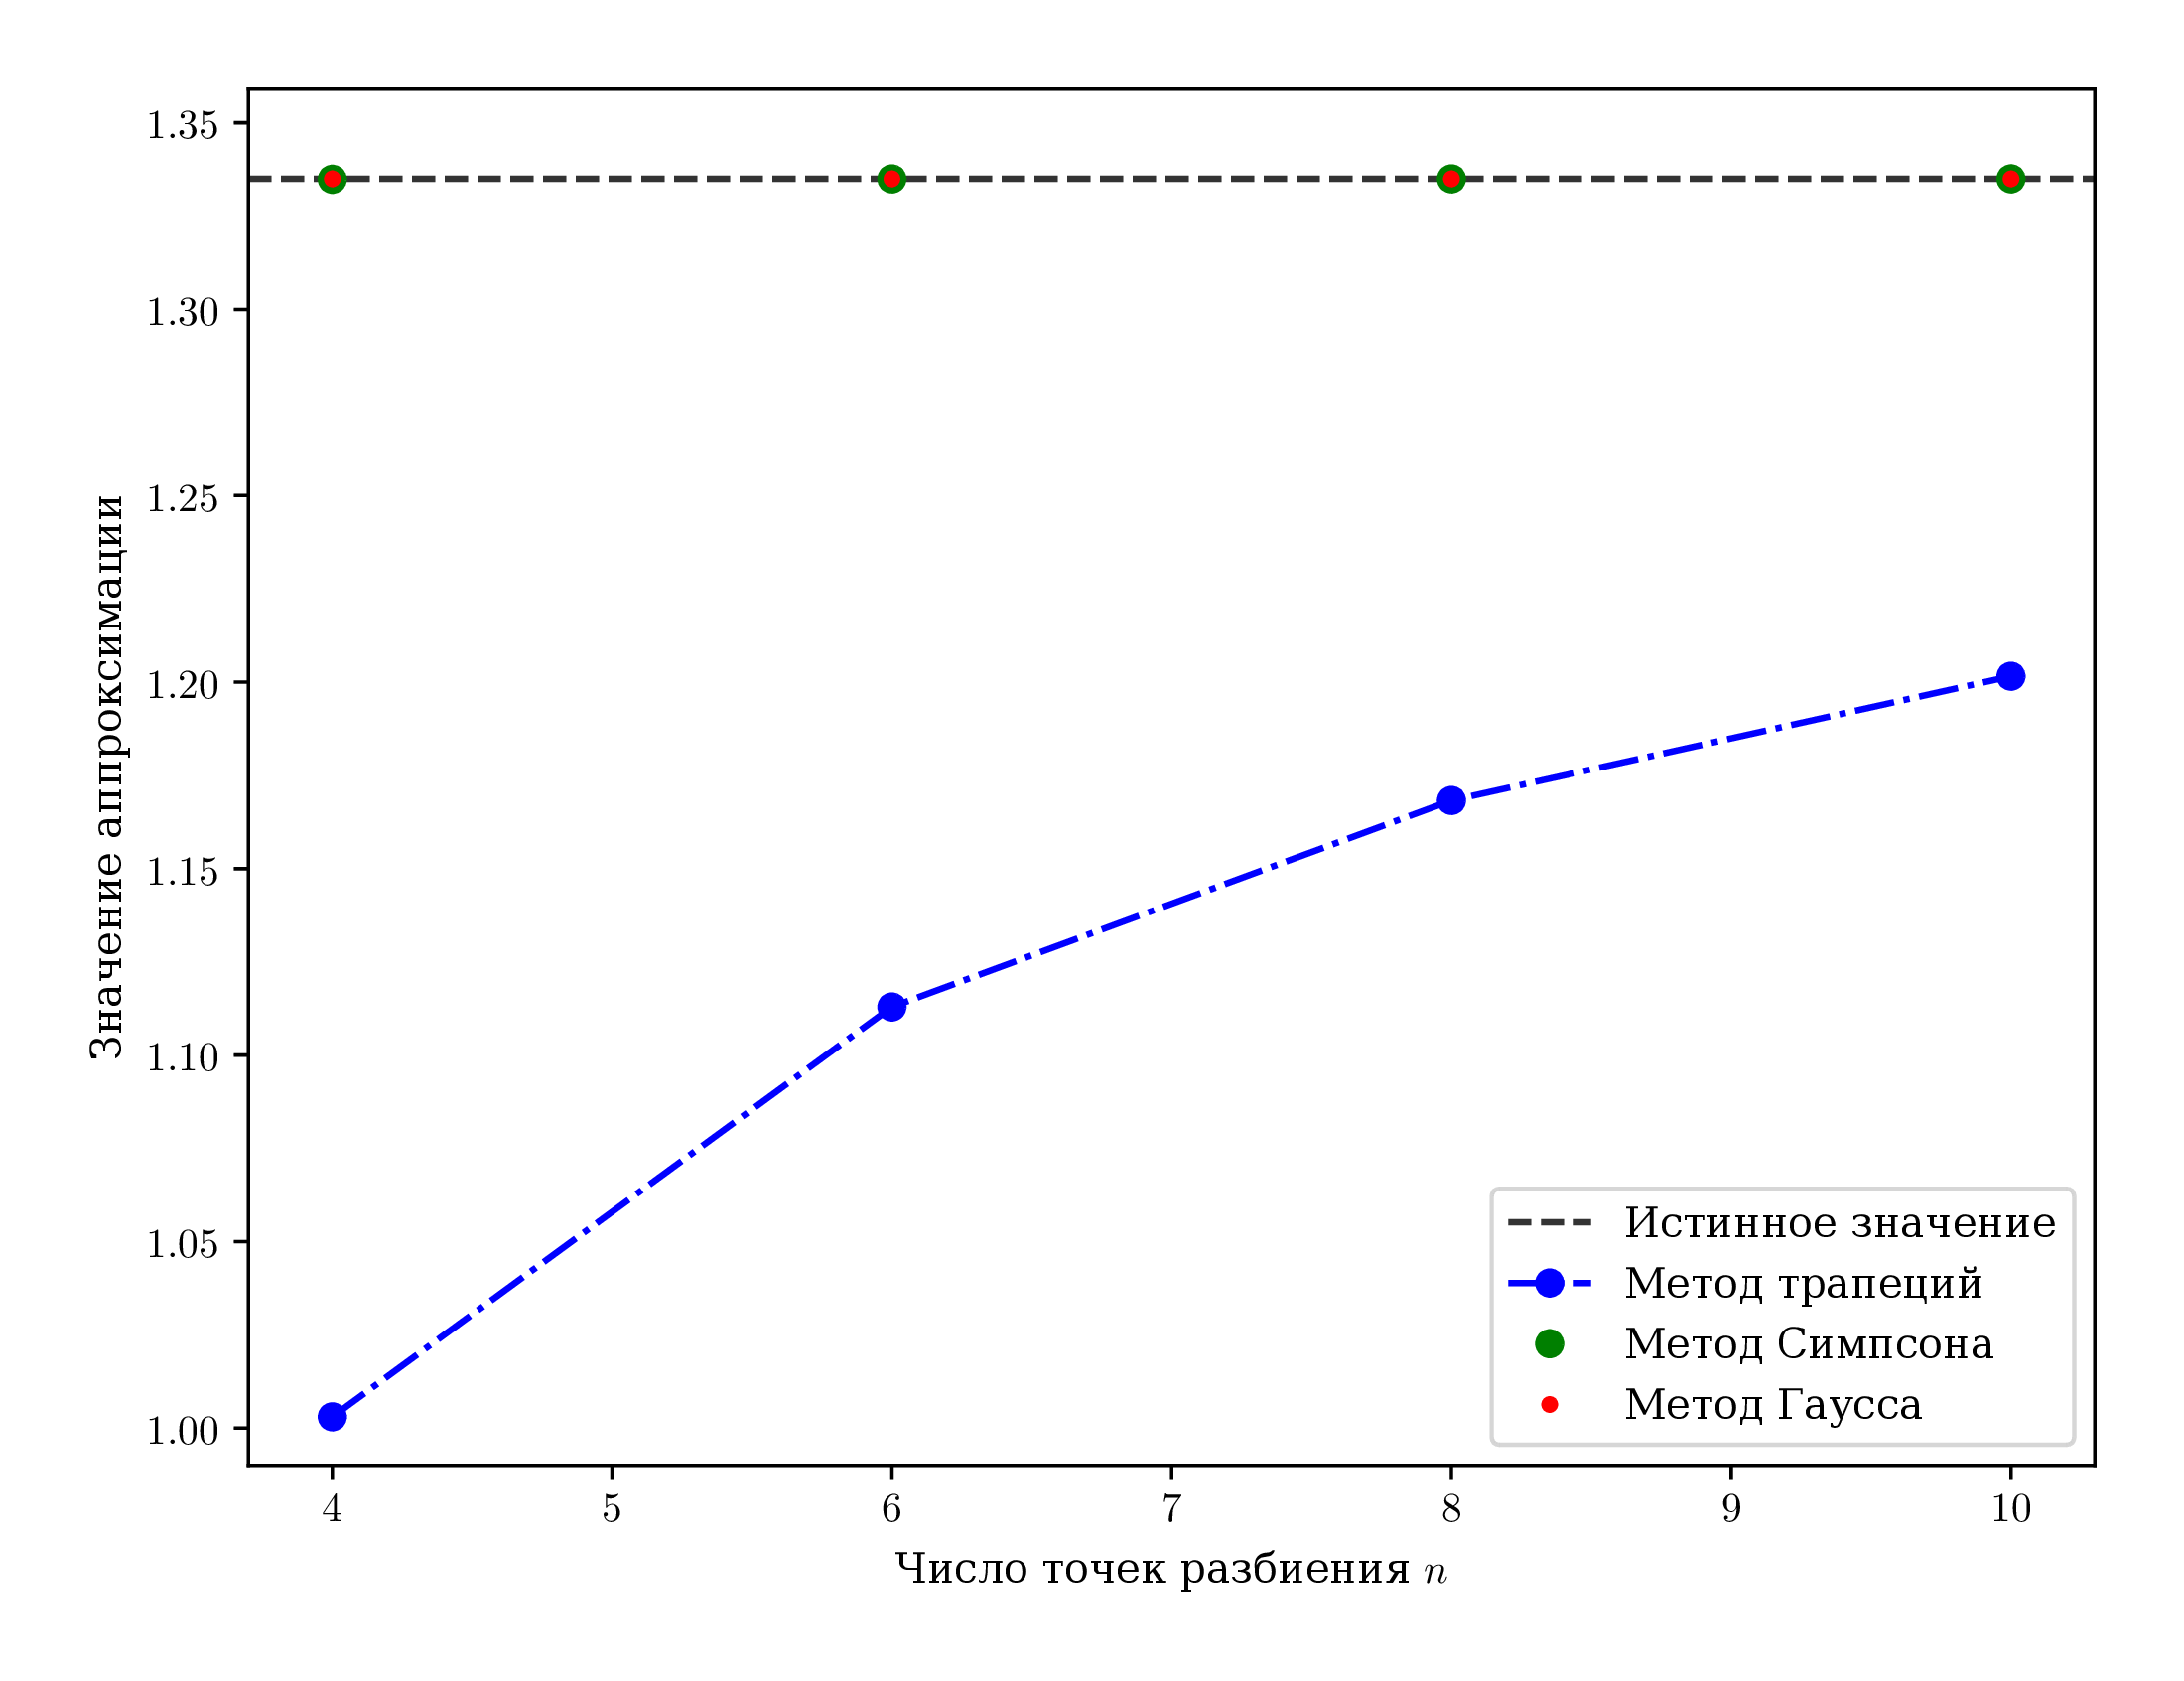 1.35
1.30
1.25
1.20
1.15
1.10
1.05
1.00
Значение аппроксимации
4 5 6 7 8 9 10
Число точек разбиения n
Истинное значение
Метод трапеций
Метод Симпсона
Метод Гаусса